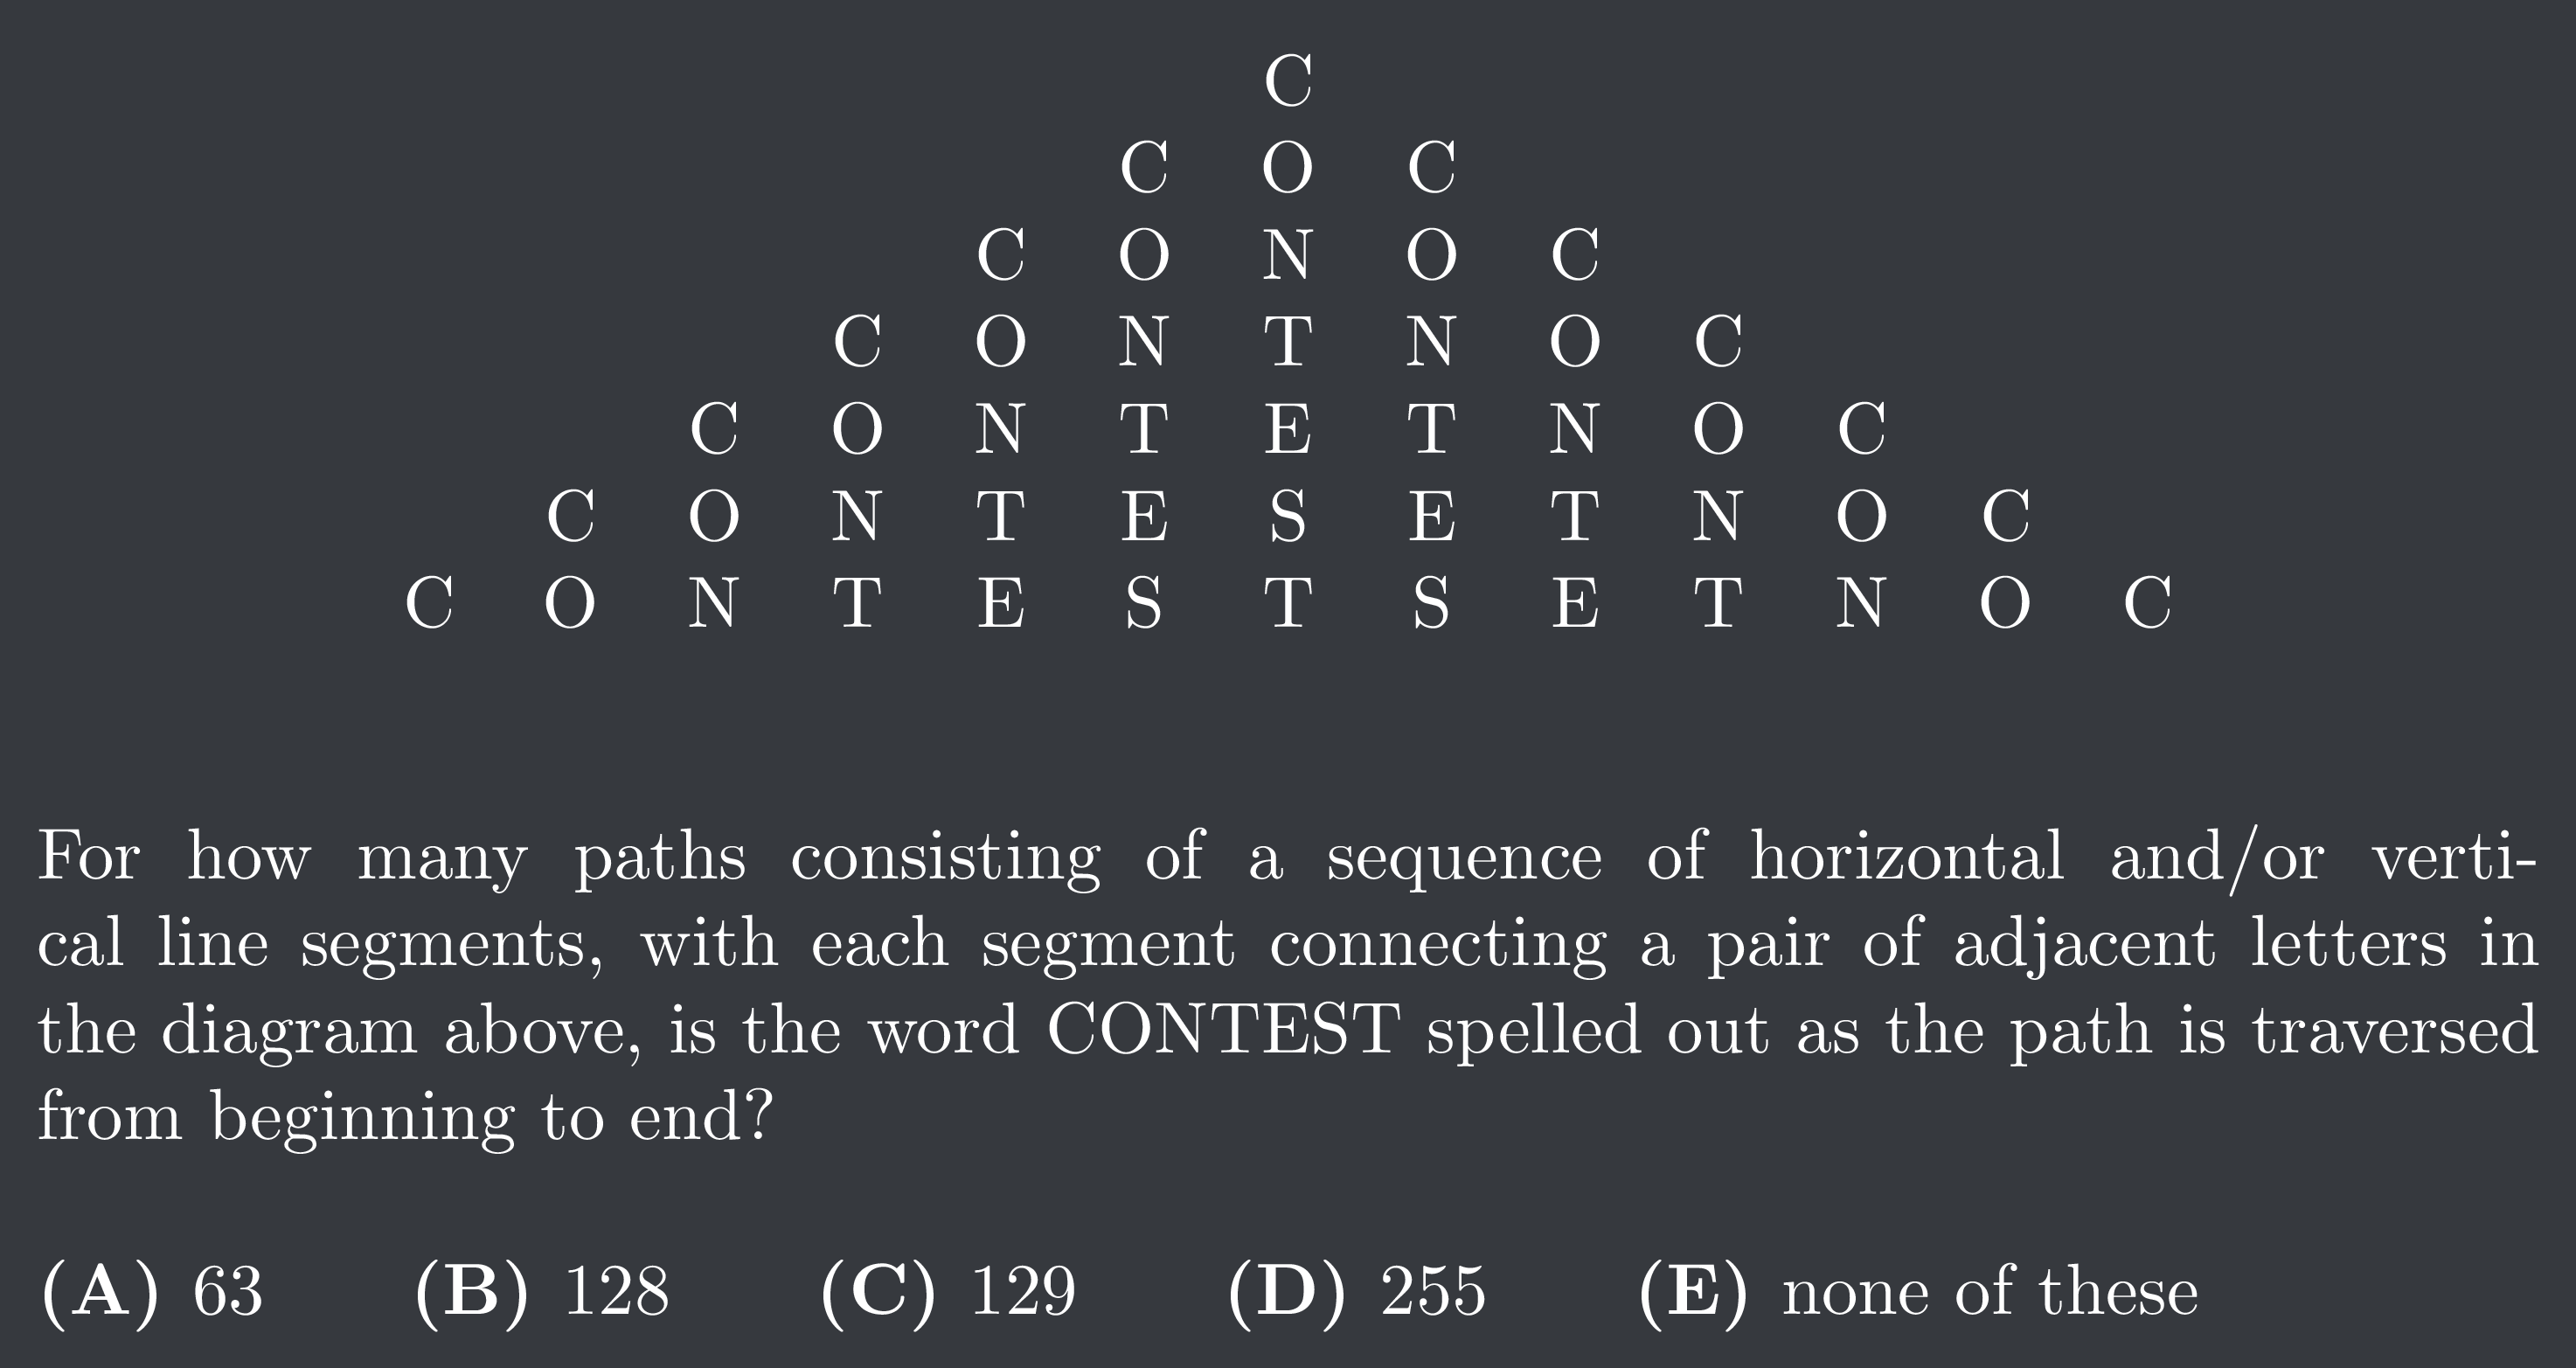 C
C O C
C O N O C
C O N T N O C
C O N T E T N O C
C O N T E S E T N O C
C O N T E S T S E T N O C
For how many paths consisting of a sequence of horizontal and/or verti-
cal line segments, with each segment connecting a pair of adjacent letters in
the diagram above, is the word CONTEST spelled out as the path is traversed
from beginning to end?
(A) 63 (B) 128 (C) 129 (D) 255 (E) none of these